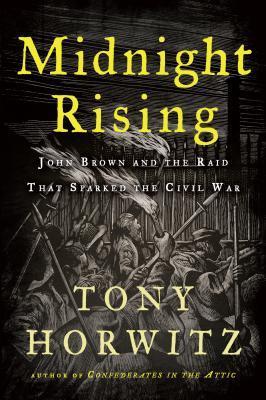 Midnight
Rising
John Brown and the Raid
That Sparked the Civil War
TONY
HORWITZ
AUTHOR OF CONFEDERATES IN THE ATTIC